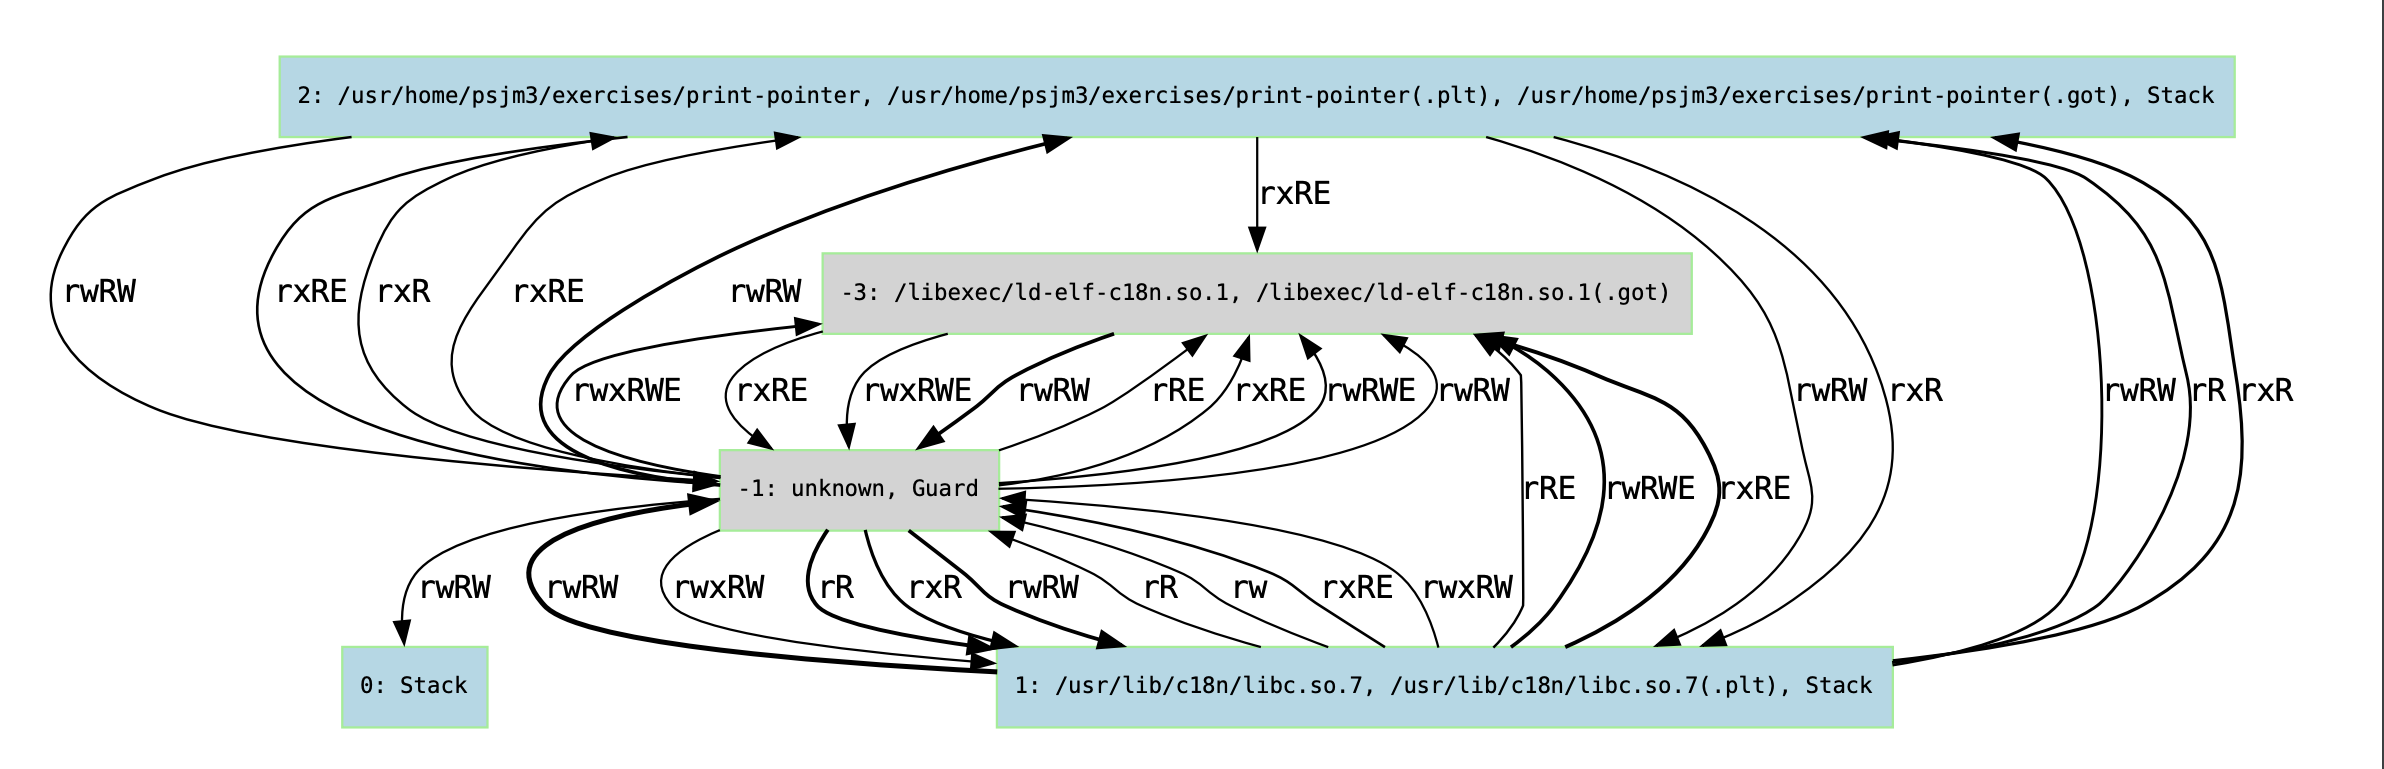 2: /usr/home/psjm3/exercises/print-pointer, /usr/home/psjm3/exercises/print-pointer(.plt), /usr/home/psjm3/exercises/print-pointer(.got), Stack
rxRE
rwRW
rxRE
rxR
rxRE
rwRW
-3: /libexec/ld-elf-c18n.so.1, /libexec/ld-elf-c18n.so.1(.got)
rwxRWE
rxRE
rwxRWE
rwRW
rRE
rxRE
rwRWE
rwRW
rwRW
rxR
rwRW
rR
rxR
-1: unknown, Guard
rRE
rwRWE
rxRE
rwRW
rwRW
rwxRW
rR
rxR
rwRW
rR
rw
rxRE
rwxRW
0: Stack
1: /usr/lib/c18n/libc.so.7, /usr/lib/c18n/libc.so.7(.plt), Stack